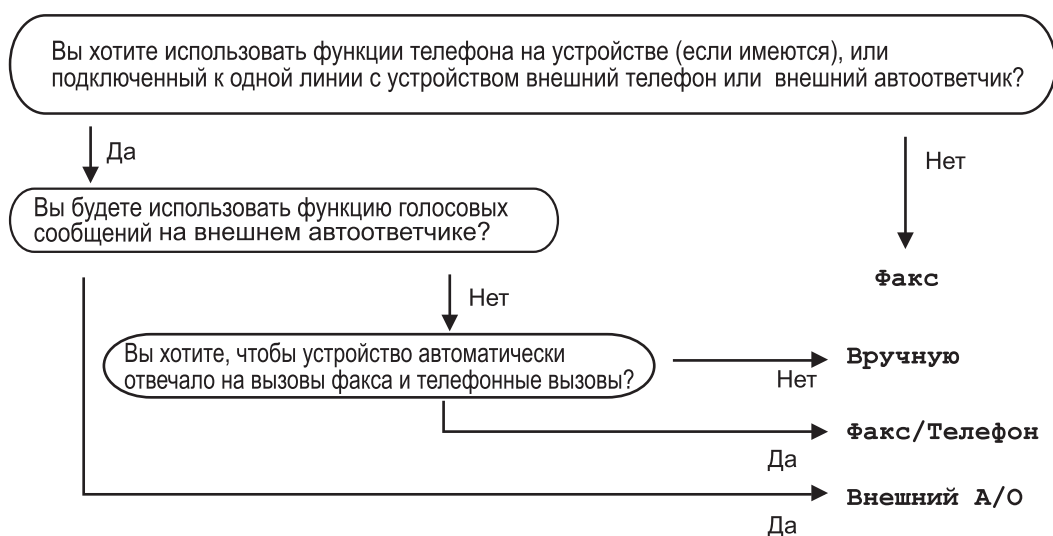 Вы хотите использовать функции телефона на устройстве (если имеются), или
подключенный к одной линии с устройством внешний телефон или внешний автоответчик?
Да
Нет
Вы будете использовать функцию голосовых
сообщений на внешнем автоответчике?
Факс
Нет
Вы хотите, чтобы устройство автоматически
отвечало на вызовы факса и телефонные вызовы?
Нет
Вручную
Да
Факс/Телефон
Да
Внешний А/О